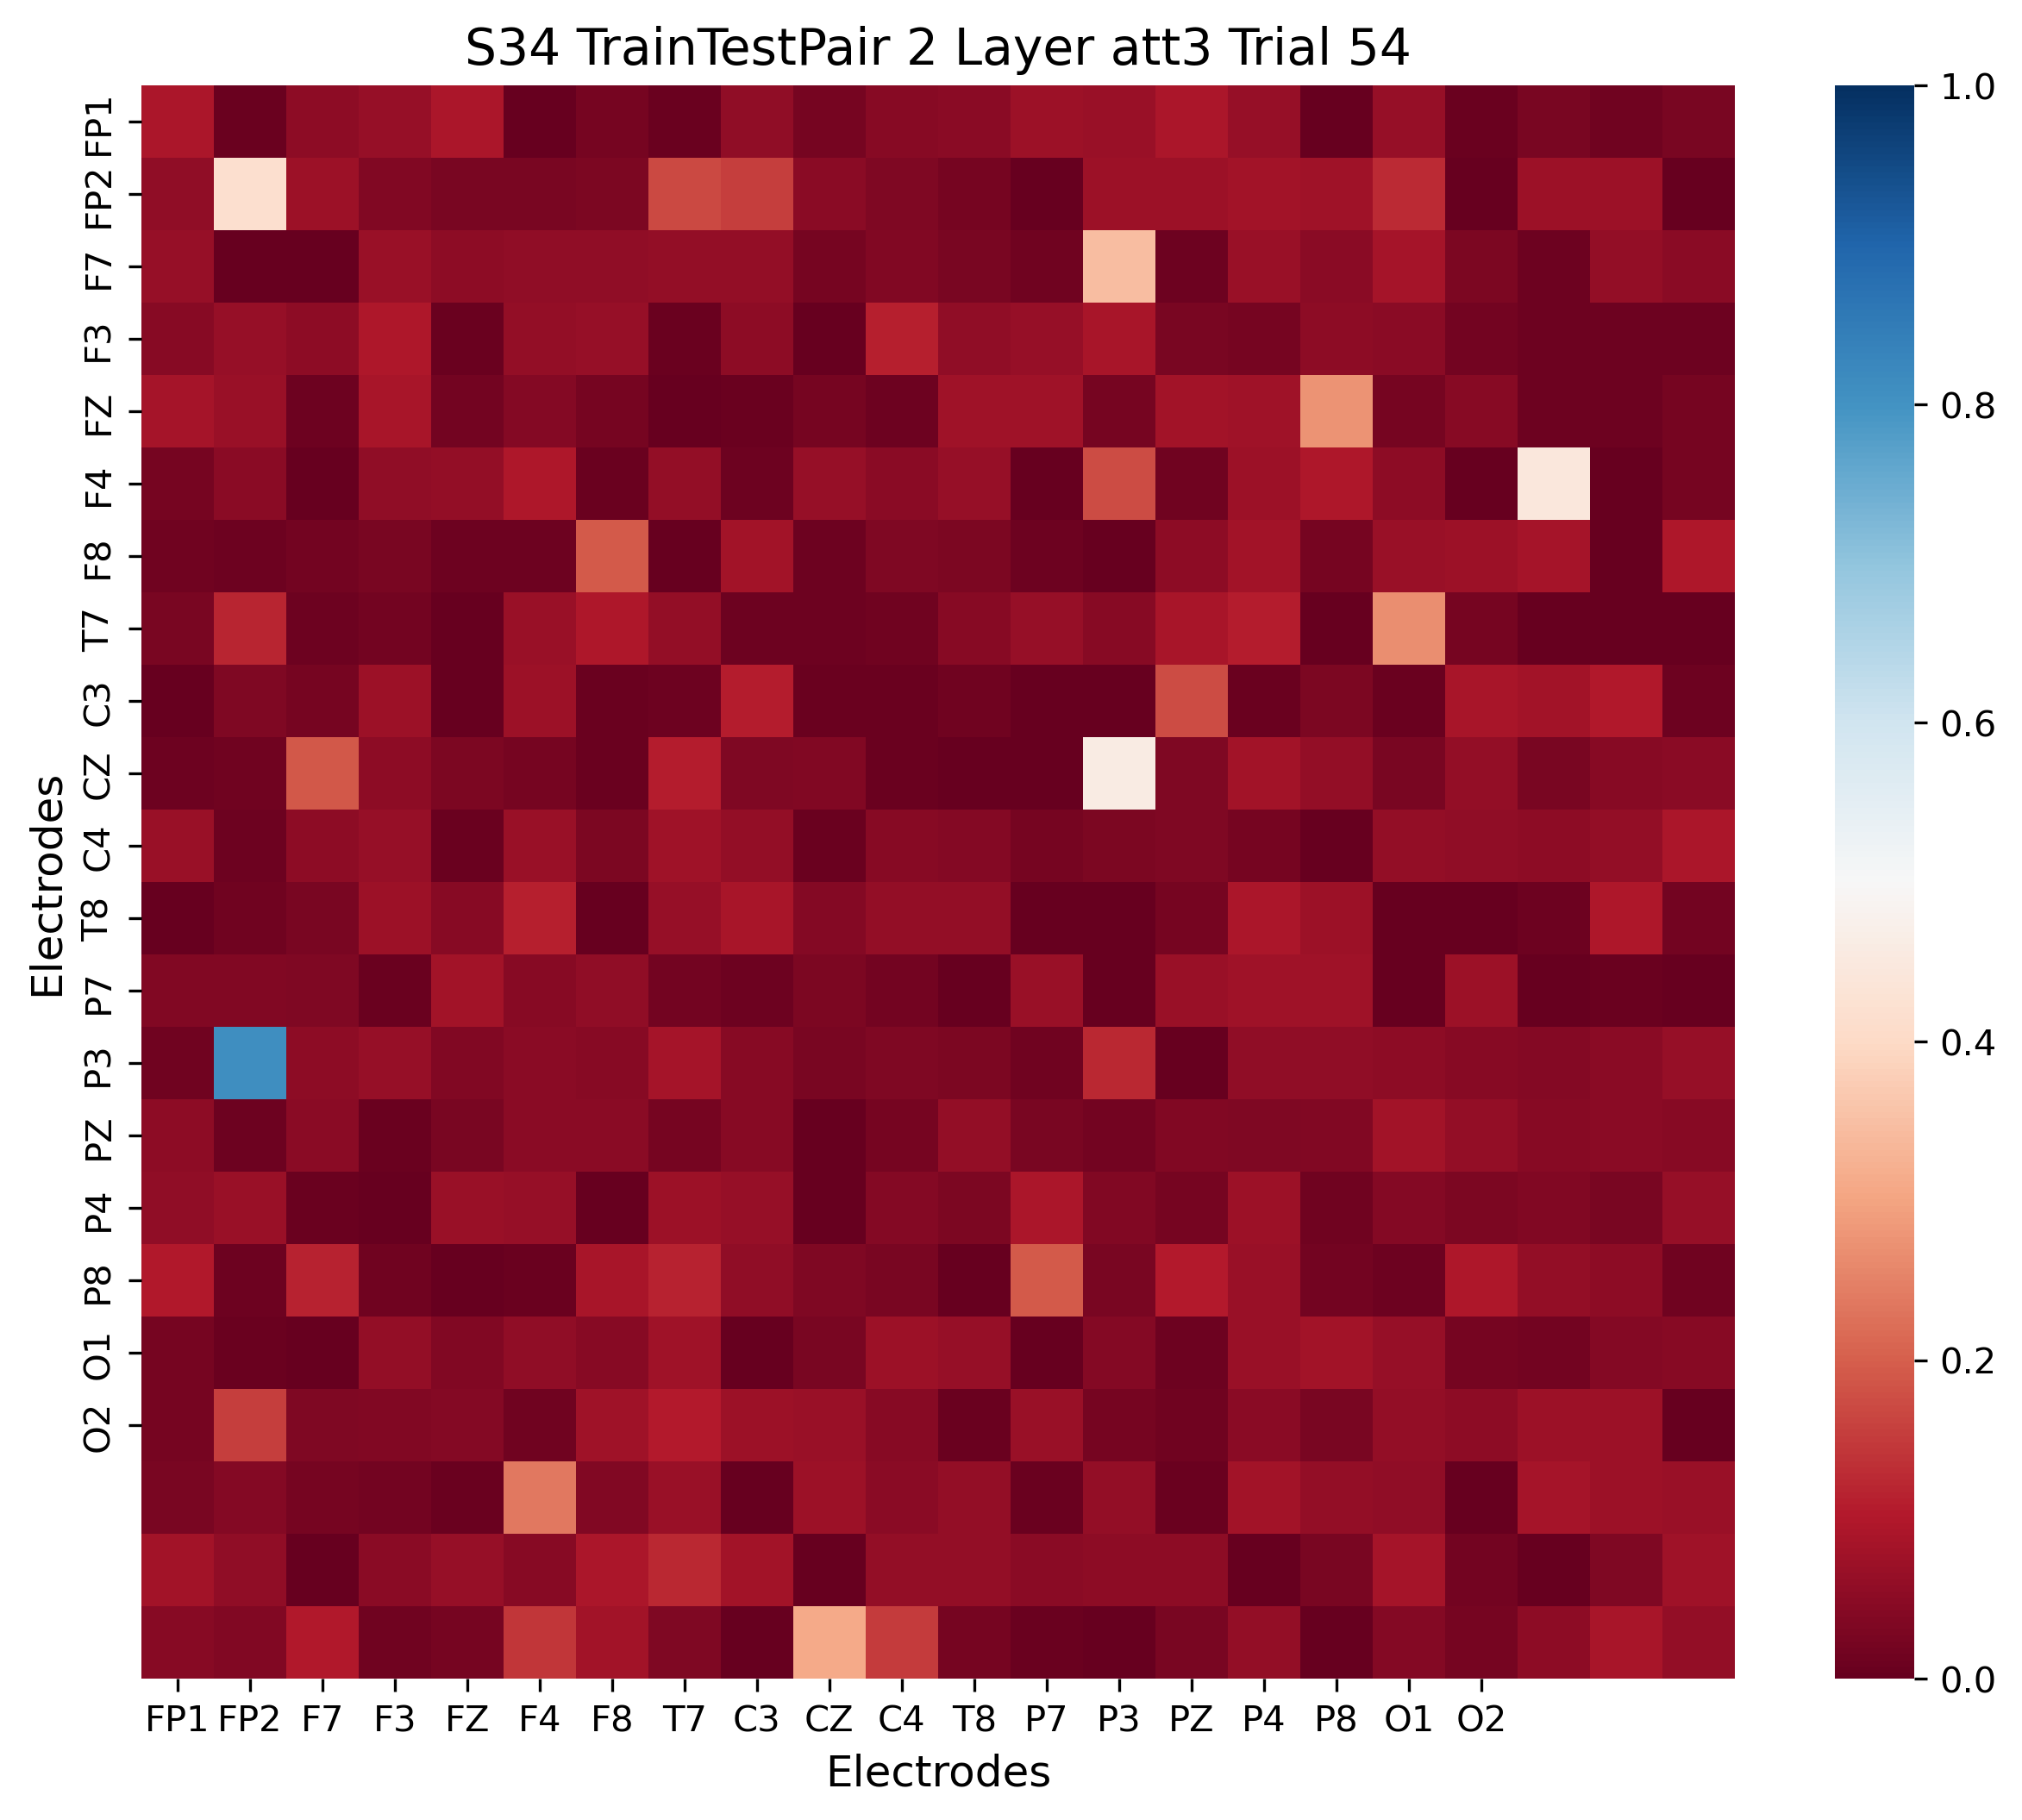 S34 TrainTestPair 2 Layer att3 Trial 54
Electrodes
FP1
FP2
F7
F3
FZ
F4
F8
T7
C3
CZ
C4
T8
P7
P3
PZ
P4
P8
O1
O2
FP1 FP2 F7 F3 FZ F4 F8 T7 C3 CZ C4 T8 P7 P3 PZ P4 P8 O1 O2
Electrodes
1.0
0.8
0.6
0.4
0.2
0.0